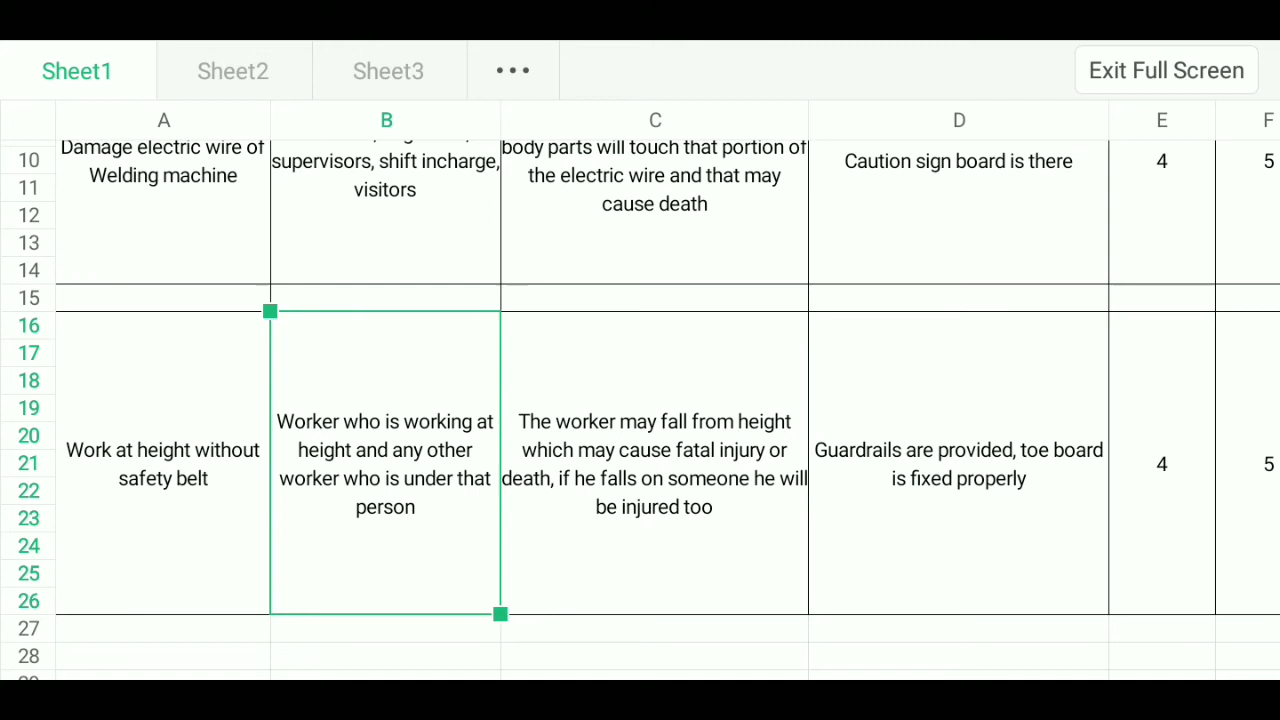 Sheet1 Sheet2 Sheet3 ••• Exit Full Screen
A B C D E F
10
11
12
13
14
15
16
17
18
19
20
21
22
23
24
25
26
27
28
Damage electric wire of
Welding machine
supervisors, shift incharge,
visitors
body parts will touch that portion of
the electric wire and that may
cause death
Caution sign board is there
4
5
Work at height without
safety belt
Worker who is working at
height and any other
worker who is under that
person
The worker may fall from height
which may cause fatal injury or
death, if he falls on someone he will
be injured too
Guardrails are provided, toe board
is fixed properly
4
5